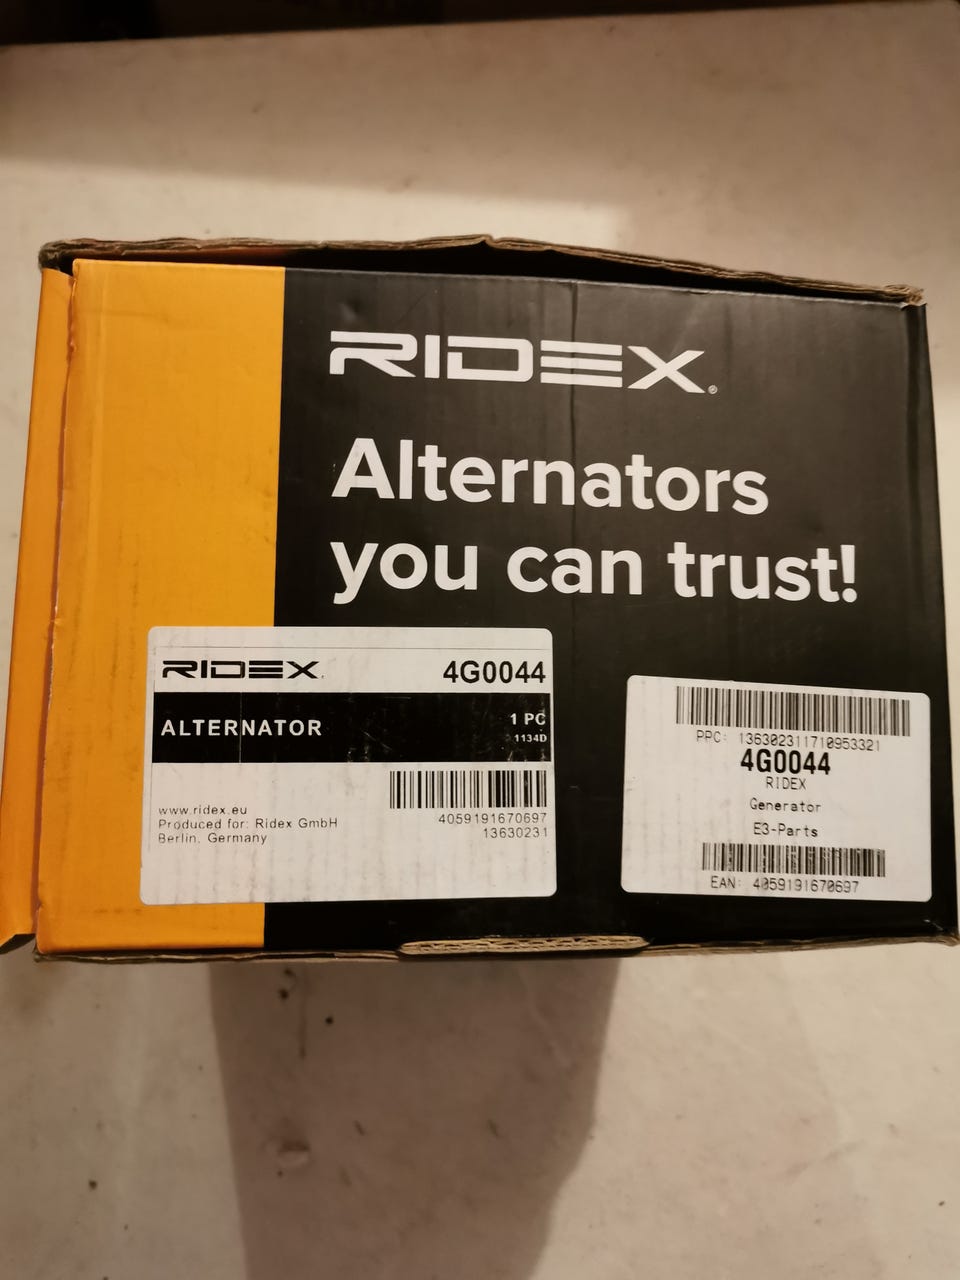 RIDEX®
Alternators
you can trust!
RIDEX® 4G0044
ALTERNATOR 1 PC
1134D
4059191670697
13630231
www.ridex.eu
Produced for: Ridex GmbH
Berlin, Germany
PPC: 136302311710953321
4G0044
RIDEX
Generator
E3-Parts
EAN: 4059191670697